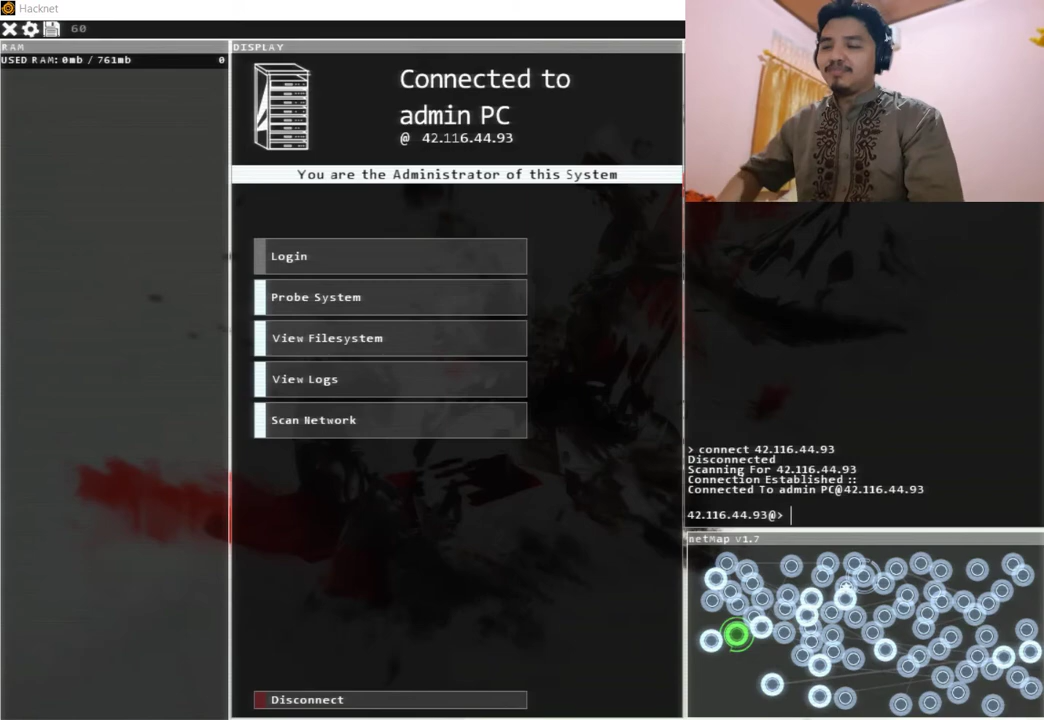 Hacknet
60
RAM
USED RAM: 0mb / 761mb 0
DISPLAY
Connected to
admin PC
@ 42.116.44.93
You are the Administrator of this System
Login
Probe System
View Filesystem
View Logs
Scan Network
Disconnect
> connect 42.116.44.93
Disconnected
Scanning For 42.116.44.93
Connection Established ::
Connected To admin PC@42.116.44.93
42.116.44.93@>
netMap v1.7